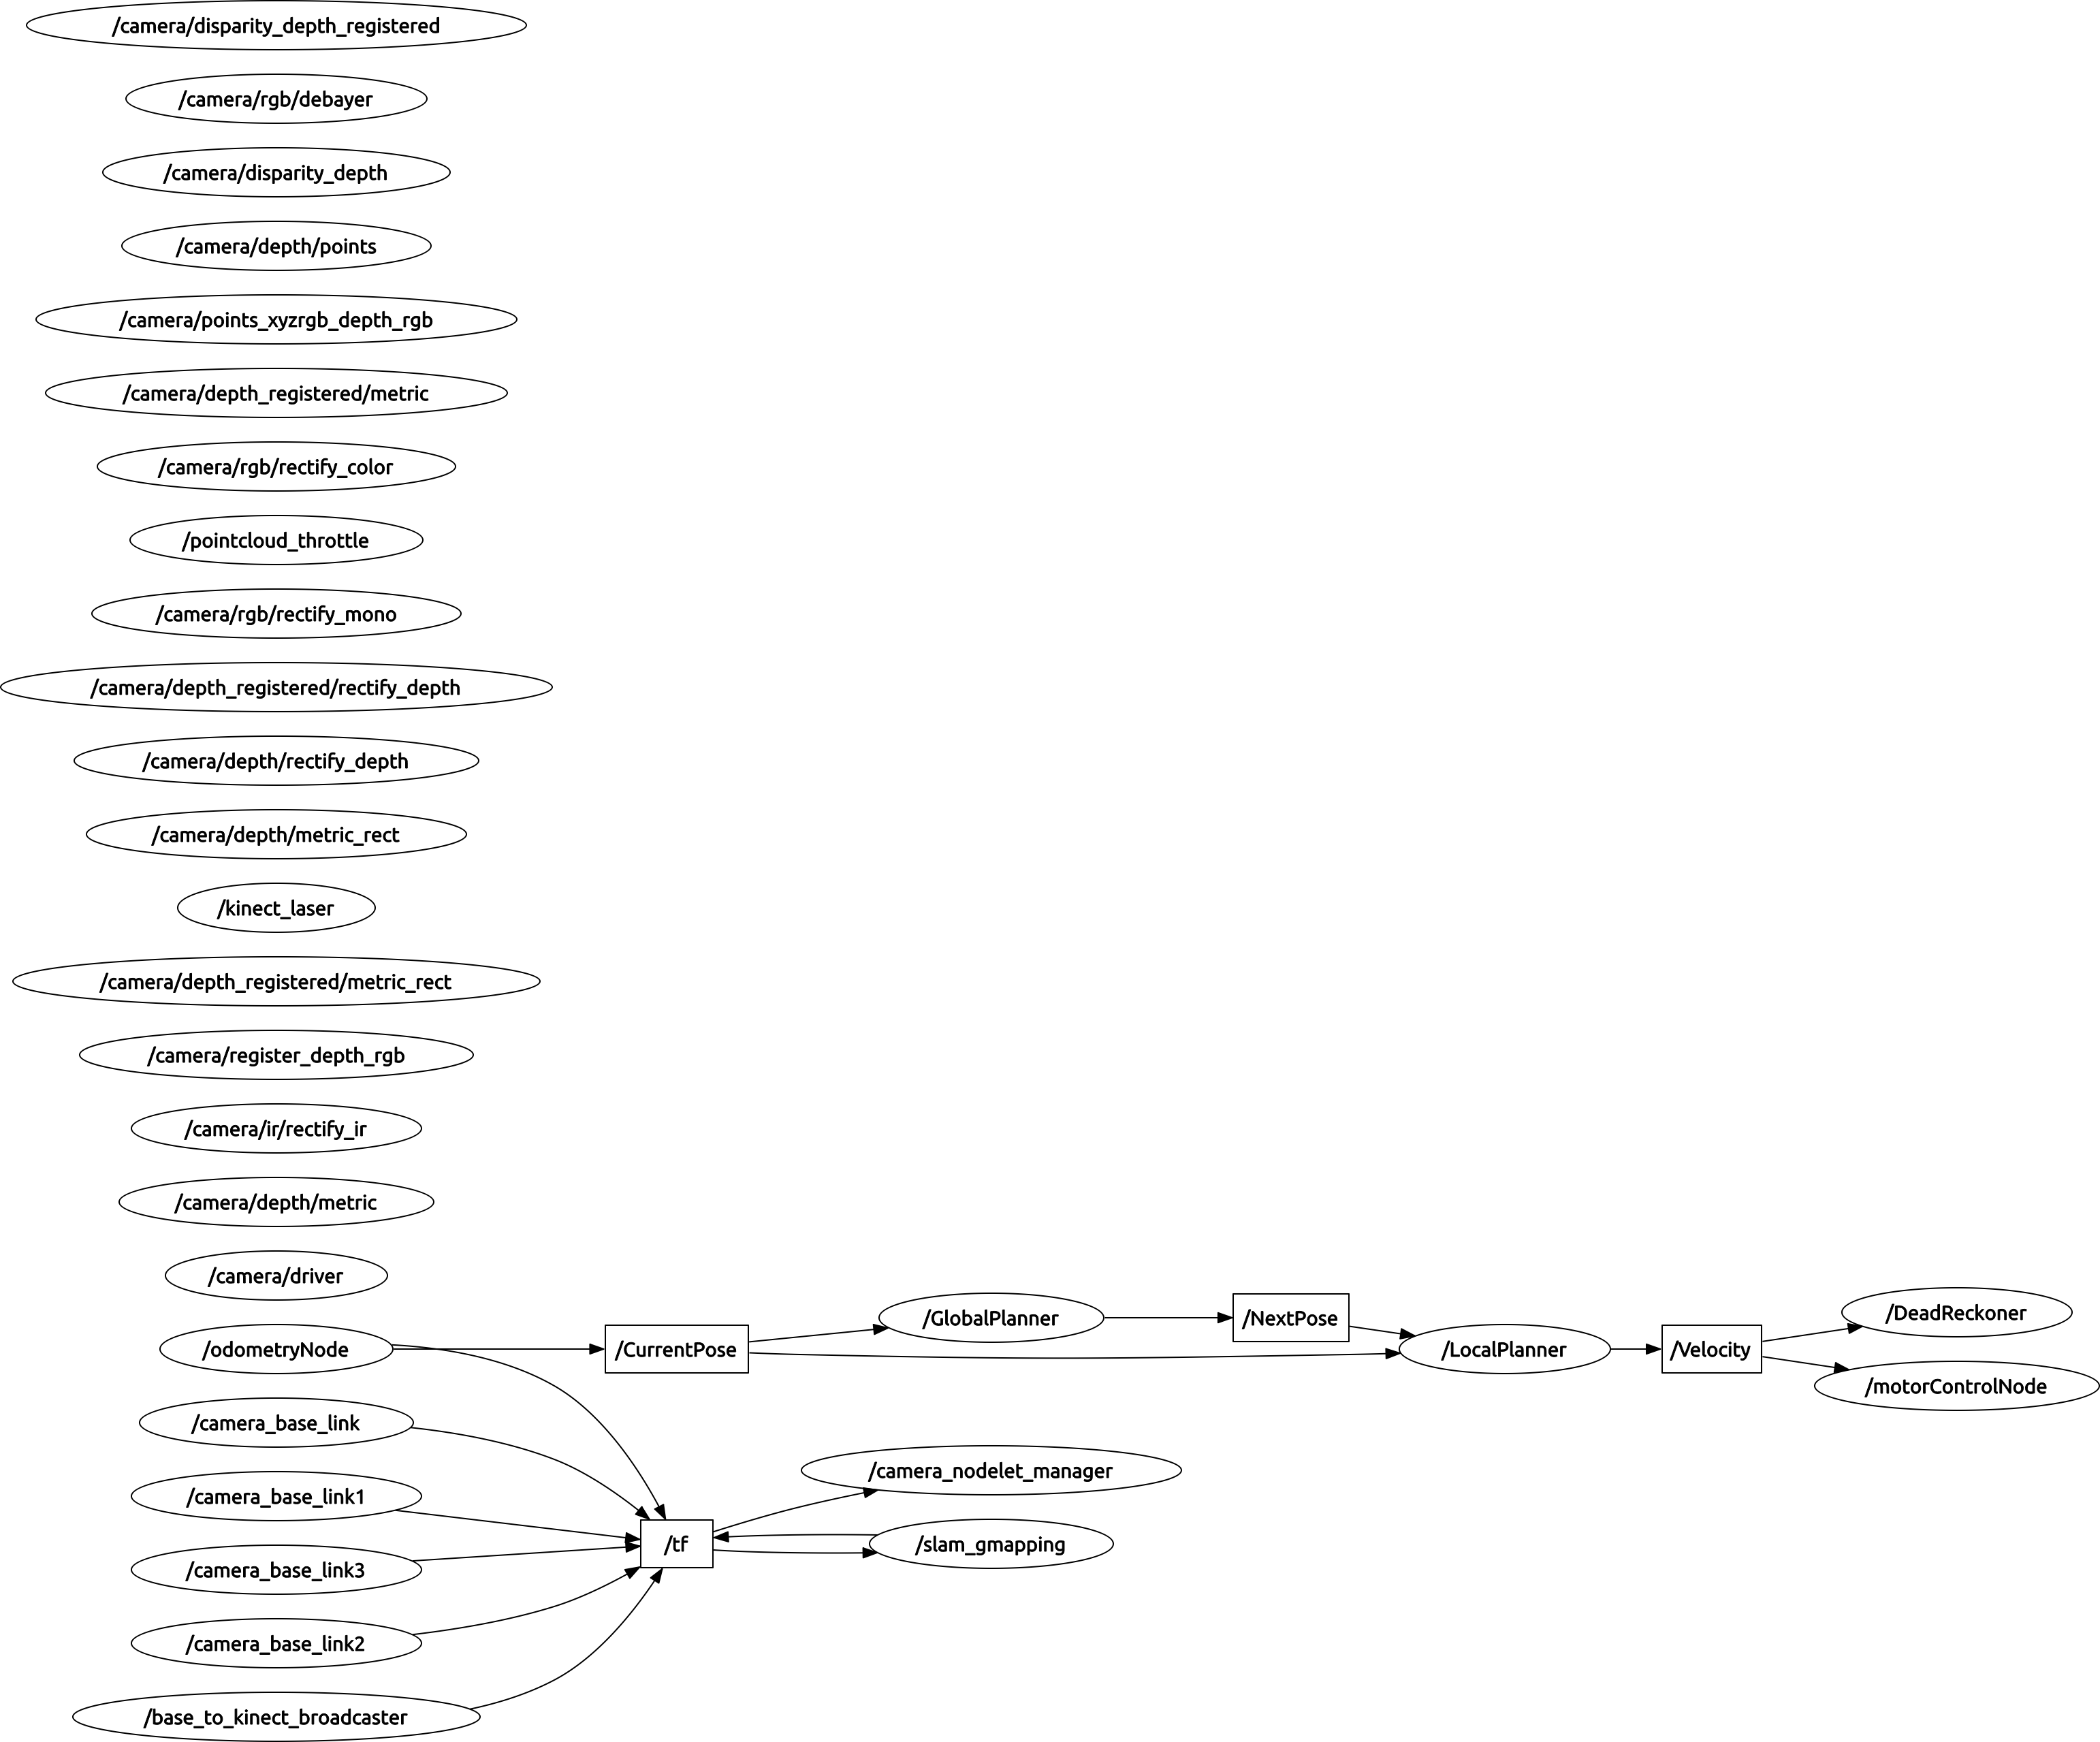 /camera/disparity_depth_registered
/camera/rgb/debayer
/camera/disparity_depth
/camera/depth/points
/camera/points_xyzrgb_depth_rgb
/camera/depth_registered/metric
/camera/rgb/rectify_color
/pointcloud_throttle
/camera/rgb/rectify_mono
/camera/depth_registered/rectify_depth
/camera/depth/rectify_depth
/camera/depth/metric_rect
/kinect_laser
/camera/depth_registered/metric_rect
/camera/register_depth_rgb
/camera/ir/rectify_ir
/camera/depth/metric
/camera/driver
/odometryNode
/CurrentPose
/GlobalPlanner
/NextPose
/LocalPlanner
/Velocity
/DeadReckoner
/motorControlNode
/camera_base_link
/camera_base_link1
/camera_base_link3
/camera_base_link2
/base_to_kinect_broadcaster
/tf
/camera_nodelet_manager
/slam_gmapping